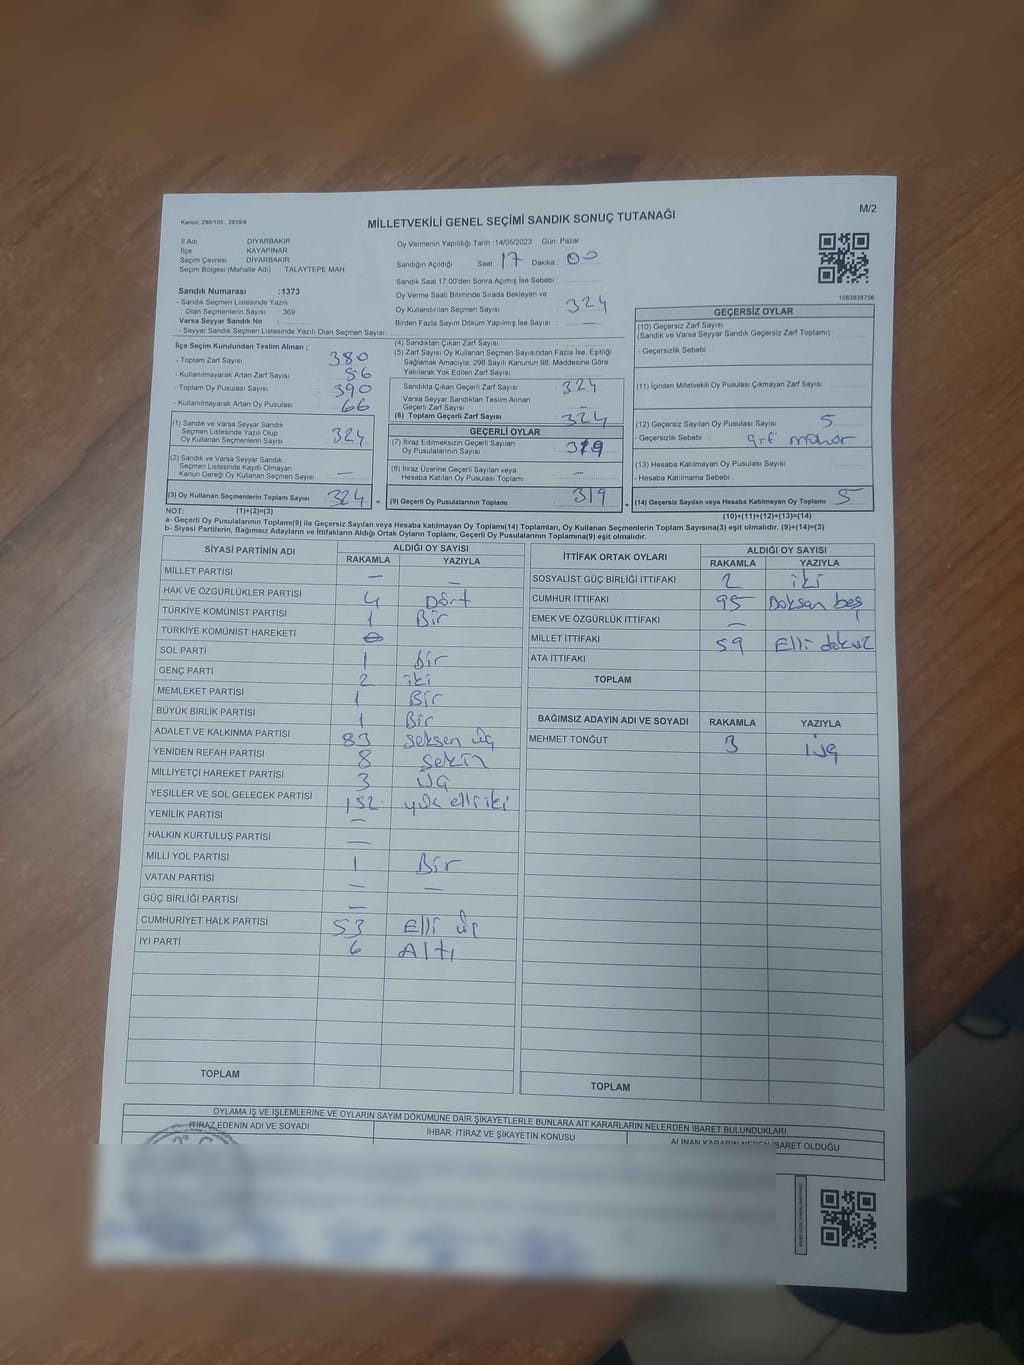 Kanun: 298/105 , 2839/4
MİLLETVEKİLİ GENEL SEÇİMİ SANDIK SONUÇ TUTANAĞI
M/2
İl Adı DİYARBAKIR
İlçe KAYAPINAR
Seçim Çevresi DİYARBAKIR
Seçim Bölgesi (Mahalle Adı) TALAYTEPE MAH
Oy Vermenin Yapıldığı Tarih :14/05/2023 Gün: Pazar
Sandığın Açıldığı Saat: 17 Dakika: 00
Sandık Saat 17:00'den Sonra Açılmış İse Sebebi :
Oy Verme Saati Bitiminde Sırada Bekleyen ve
Oy Kullandırılan Seçmen Sayısı : 324
Birden Fazla Sayım Döküm Yapılmış İse Sayısı : —
1083838756
Sandık Numarası :1373
- Sandık Seçmen Listesinde Yazılı
Olan Seçmenlerin Sayısı : 369
Varsa Seyyar Sandık No :
- Seyyar Sandık Seçmen Listesinde Yazılı Olan Seçmen Sayısı:
İlçe Seçim Kurulundan Teslim Alınan ;
- Toplam Zarf Sayısı : 380
- Kullanılmayarak Artan Zarf Sayısı : 56
- Toplam Oy Pusulası Sayısı : 390
- Kullanılmayarak Artan Oy Pusulası : 66
(1) Sandık ve Varsa Seyyar Sandık
Seçmen Listesinde Yazılı Olup
Oy Kullanan Seçmenlerin Sayısı : 324
(2) Sandık ve Varsa Seyyar Sandık
Seçmen Listesinde Kayıtlı Olmayan
Kanun Gereği Oy Kullanan Seçmen Sayısı : —
(3) Oy Kullanan Seçmenlerin Toplam Sayısı : 324
(4) Sandıktan Çıkan Zarf Sayısı :
(5) Zarf Sayısı Oy Kullanan Seçmen Sayısından Fazla İse, Eşitliği
Sağlamak Amacıyla; 298 Sayılı Kanunun 98. Maddesine Göre
Yakılarak Yok Edilen Zarf Sayısı :
Sandıkta Çıkan Geçerli Zarf Sayısı : 324
Varsa Seyyar Sandıktan Teslim Alınan
Geçerli Zarf Sayısı : —
(6) Toplam Geçerli Zarf Sayısı : 324
GEÇERLİ OYLAR
(7) İtiraz Edilmeksizin Geçerli Sayılan
Oy Pusulalarının Sayısı : 319
(8) İtiraz Üzerine Geçerli Sayılan veya
Hesaba Katılan Oy Pusulası Toplamı : —
(9) Geçerli Oy Pusulalarının Toplamı : 319
GEÇERSİZ OYLAR
(10) Geçersiz Zarf Sayısı
(Sandık ve Varsa Seyyar Sandık Geçersiz Zarf Toplamı) :
- Geçersizlik Sebebi :
(11) İçinden Milletvekili Oy Pusulası Çıkmayan Zarf Sayısı :
(12) Geçersiz Sayılan Oy Pusulası Sayısı : 5
- Geçersizlik Sebebi :
(13) Hesaba Katılmayan Oy Pusulası Sayısı :
- Hesaba Katılmama Sebebi :
(14) Geçersiz Sayılan veya Hesaba Katılmayan Oy Toplamı : 5
NOT: (1)+(2)=(3)
(10)+(11)+(12)+(13)=(14)
a- Geçerli Oy Pusulalarının Toplamı(9) ile Geçersiz Sayılan veya Hesaba katılmayan Oy Toplamı(14) Toplamları, Oy Kullanan Seçmenlerin Toplam Sayısına(3) eşit olmalıdır. (9)+(14)=(3)
b- Siyasi Partilerin, Bağımsız Adayların ve İttifakların Aldığı Ortak Oyların Toplamı, Geçerli Oy Pusulalarının Toplamına(9) eşit olmalıdır.
SİYASİ PARTİNİN ADI ALDIĞI OY SAYISI
RAKAMLA YAZIYLA
MİLLET PARTİSİ — —
HAK VE ÖZGÜRLÜKLER PARTİSİ 4 Dört
TÜRKİYE KOMÜNİST PARTİSİ 1 Bir
TÜRKİYE KOMÜNİST HAREKETİ
SOL PARTİ 1 Bir
GENÇ PARTİ 2 iki
MEMLEKET PARTİSİ 1 Bir
BÜYÜK BİRLİK PARTİSİ 1 Bir
ADALET VE KALKINMA PARTİSİ 83 Seksen üç
YENİDEN REFAH PARTİSİ 8 Sekiz
MİLLİYETÇİ HAREKET PARTİSİ 3 üç
YEŞİLLER VE SOL GELECEK PARTİSİ 152 yüz elli iki
YENİLİK PARTİSİ —
HALKIN KURTULUŞ PARTİSİ —
MİLLİ YOL PARTİSİ 1 Bir
VATAN PARTİSİ — —
GÜÇ BİRLİĞİ PARTİSİ —
CUMHURİYET HALK PARTİSİ 53 Elli üç
İYİ PARTİ 6 Altı
TOPLAM
İTTİFAK ORTAK OYLARI ALDIĞI OY SAYISI
RAKAMLA YAZIYLA
SOSYALİST GÜÇ BİRLİĞİ İTTİFAKI 2 iki
CUMHUR İTTİFAKI 95 Doksan beş
EMEK VE ÖZGÜRLÜK İTTİFAKI —
MİLLET İTTİFAKI 59 Elli dokuz
ATA İTTİFAKI
TOPLAM
BAĞIMSIZ ADAYIN ADI VE SOYADI RAKAMLA YAZIYLA
MEHMET TONĞUT 3 üç
TOPLAM
OYLAMA İŞ VE İŞLEMLERİNE VE OYLARIN SAYIM DÖKÜMÜNE DAİR ŞİKAYETLERLE BUNLARA AİT KARARLARIN NELERDEN İBARET BULUNDUKLARI
İTİRAZ EDENİN ADI VE SOYADI İHBAR, İTİRAZ VE ŞİKAYETİN KONUSU ALINAN KARARIN NEDEN İBARET OLDUĞU